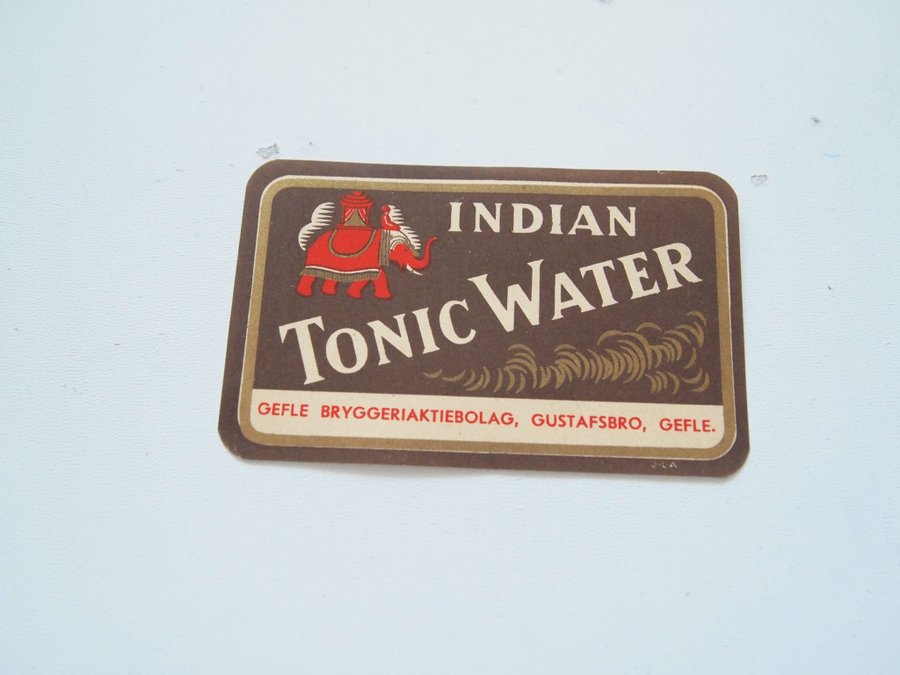 INDIAN
TONIC WATER
GEFLE BRYGGERIAKTIEBOLAG, GUSTAFSBRO, GEFLE.
J·L·A